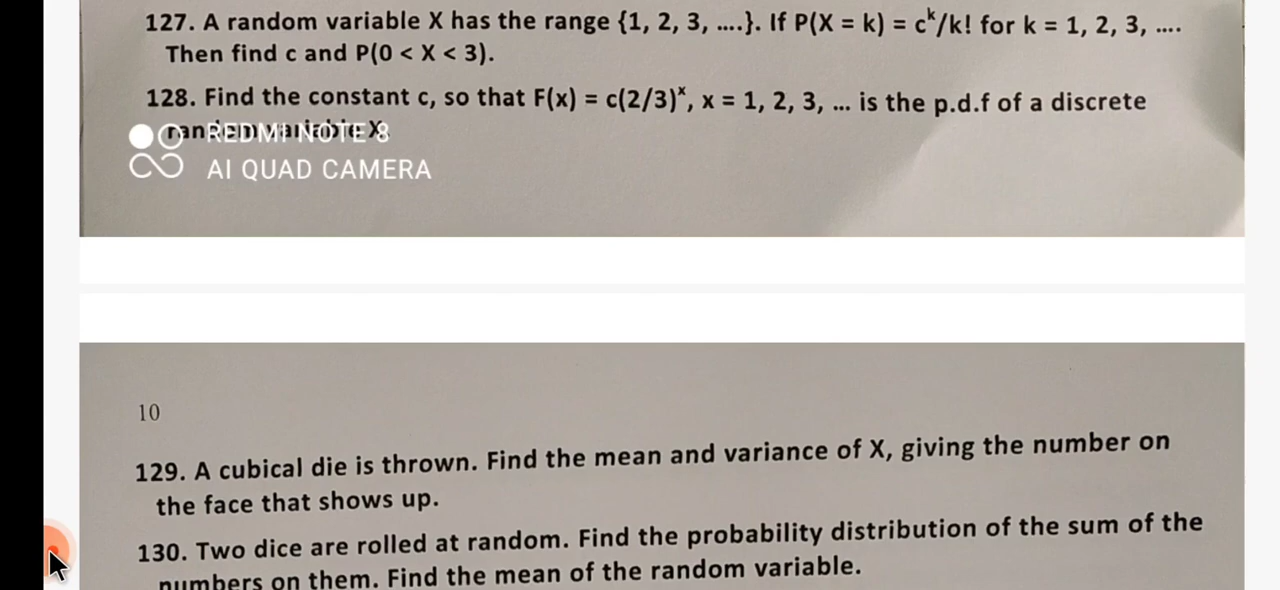 127. A random variable X has the range {1, 2, 3, ....}. If P(X = k) = cᵏ/k! for k = 1, 2, 3, ....
Then find c and P(0 < X < 3).
128. Find the constant c, so that F(x) = c(2/3)ˣ, x = 1, 2, 3, ... is the p.d.f of a discrete
random variable X.
REDMI NOTE 8
AI QUAD CAMERA
10
129. A cubical die is thrown. Find the mean and variance of X, giving the number on
the face that shows up.
130. Two dice are rolled at random. Find the probability distribution of the sum of the
numbers on them. Find the mean of the random variable.